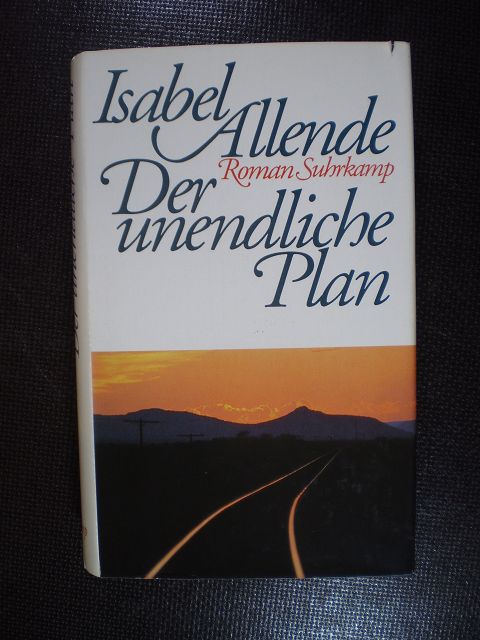 Isabel
Allende
Roman Suhrkamp
Der
unendliche
Plan